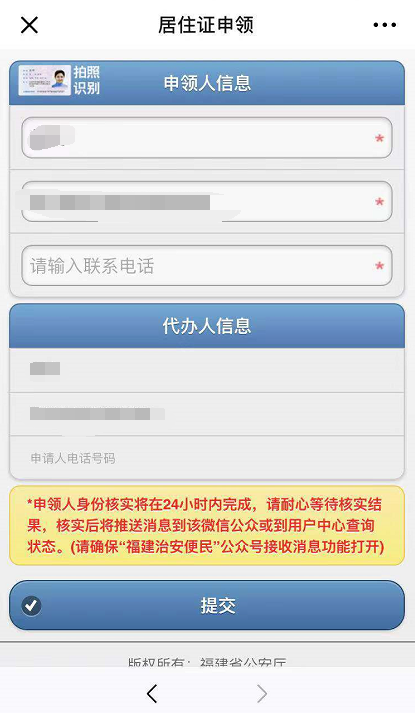 居住证申领
拍照
识别
申领人信息
*
*
请输入联系电话 *
代办人信息
申请人电话号码
*申领人身份核实将在24小时内完成，请耐心等待核实结
果，核实后将推送消息到该微信公众或到用户中心查询
状态。(请确保“福建治安便民”公众号接收消息功能打开)
提交
版权所有：福建省公安厅